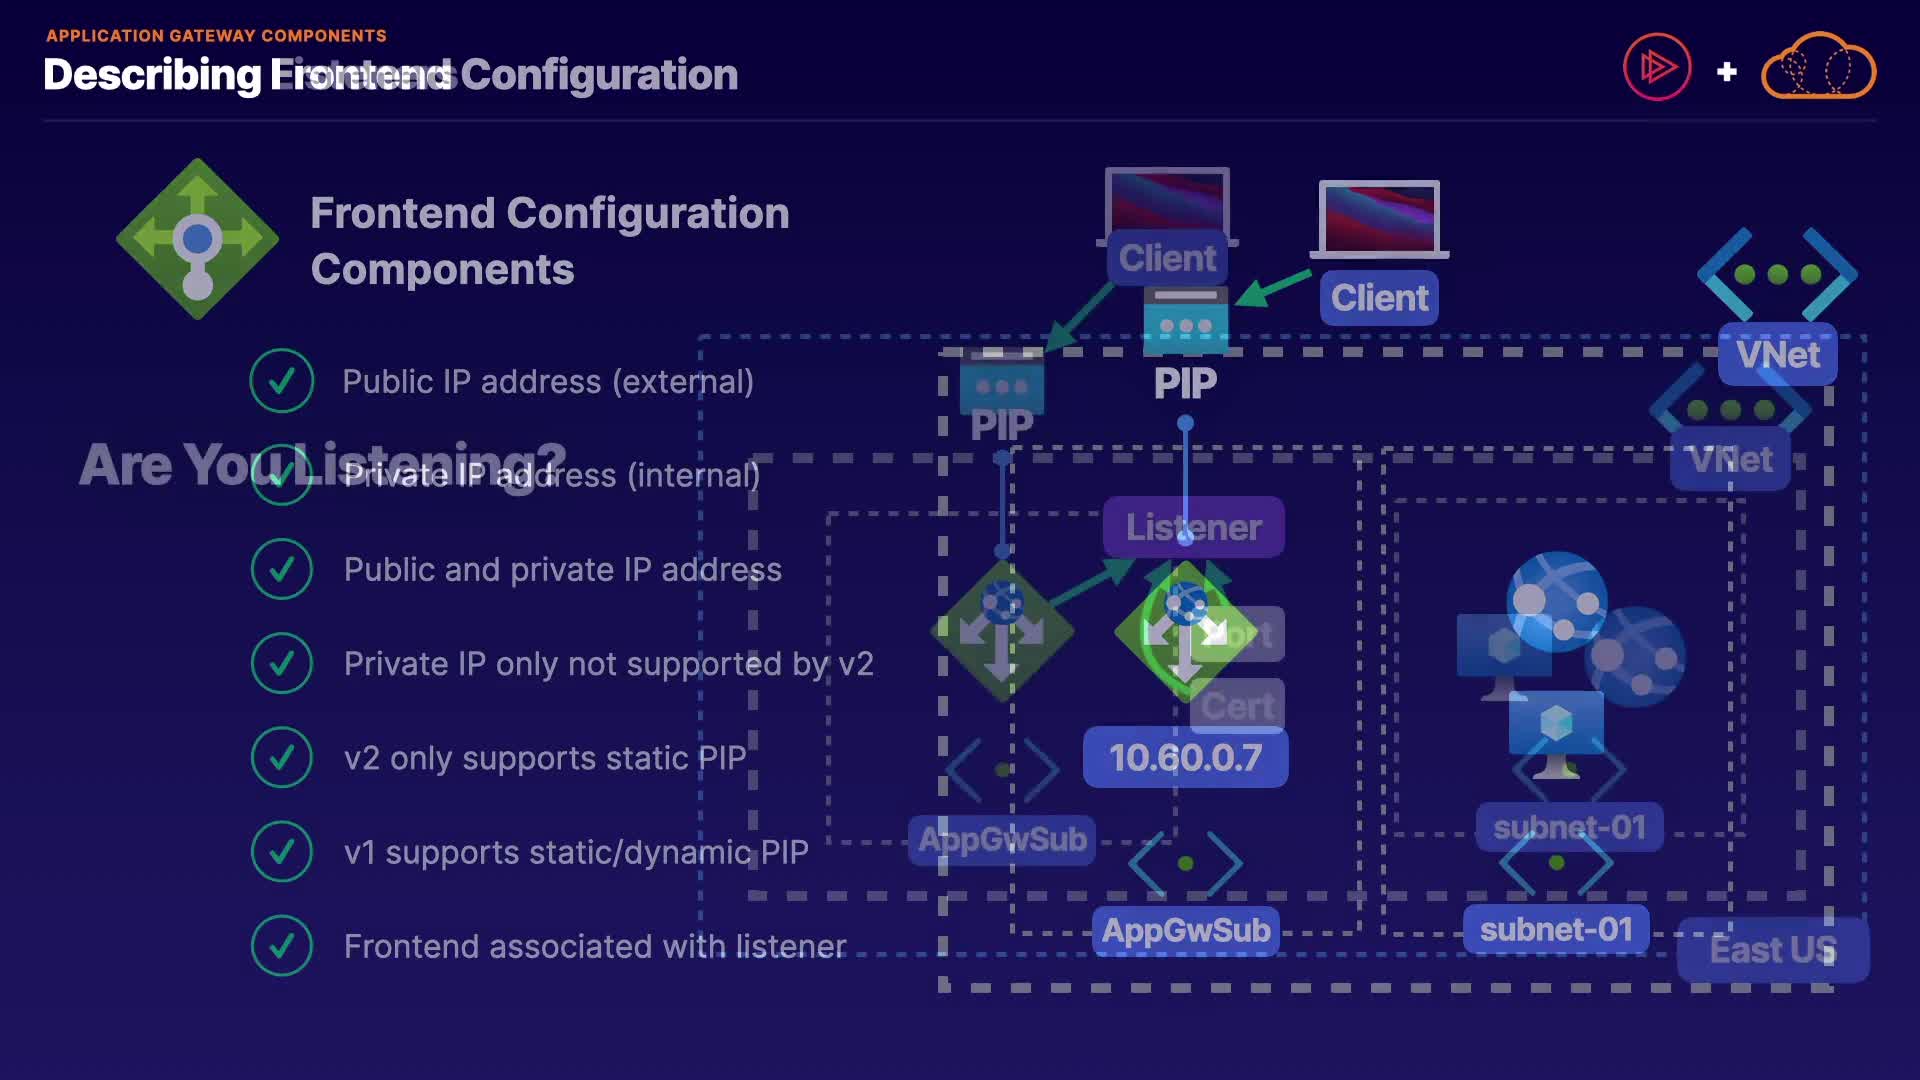 APPLICATION GATEWAY COMPONENTS
Describing Frontend Configuration
Frontend Configuration
Components
Public IP address (external)
Are You Listening?
Private IP address (internal)
Public and private IP address
Private IP only not supported by v2
v2 only supports static PIP
v1 supports static/dynamic PIP
Frontend associated with listener
Client
Client
PIP
PIP
VNet
VNet
Listener
Cert
10.60.0.7
AppGwSub
AppGwSub
subnet-01
subnet-01
East US